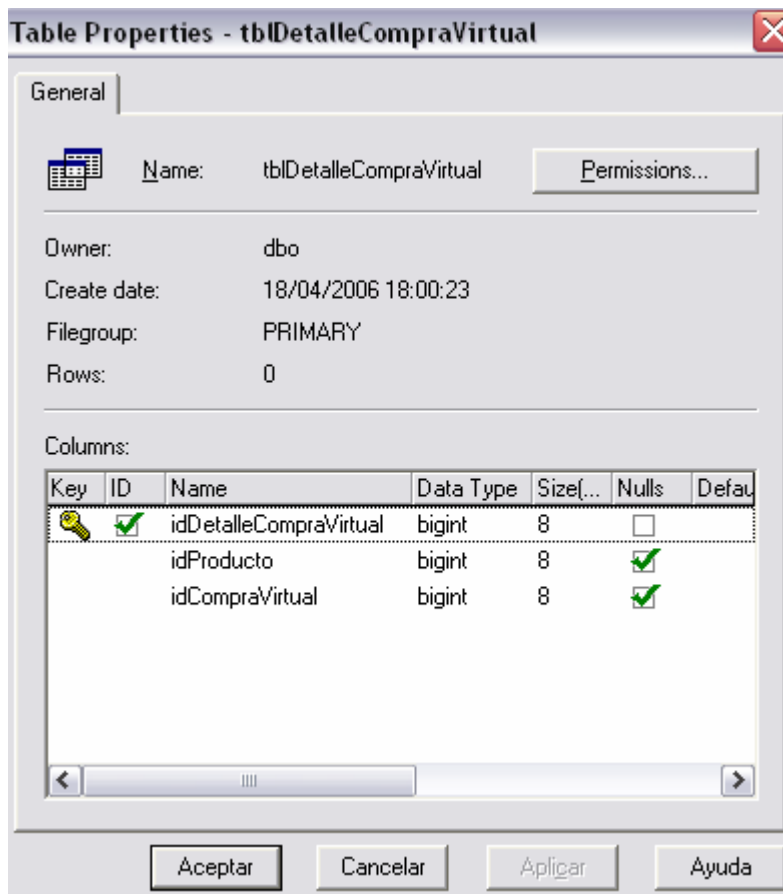 Table Properties - tblDetalleCompraVirtual
General
Name: tblDetalleCompraVirtual Permissions...
Owner: dbo
Create date: 18/04/2006 18:00:23
Filegroup: PRIMARY
Rows: 0
Columns:
Key ID Name Data Type Size(... Nulls Defau
idDetalleCompraVirtual bigint 8
idProducto bigint 8
idCompraVirtual bigint 8
Aceptar Cancelar Aplicar Ayuda